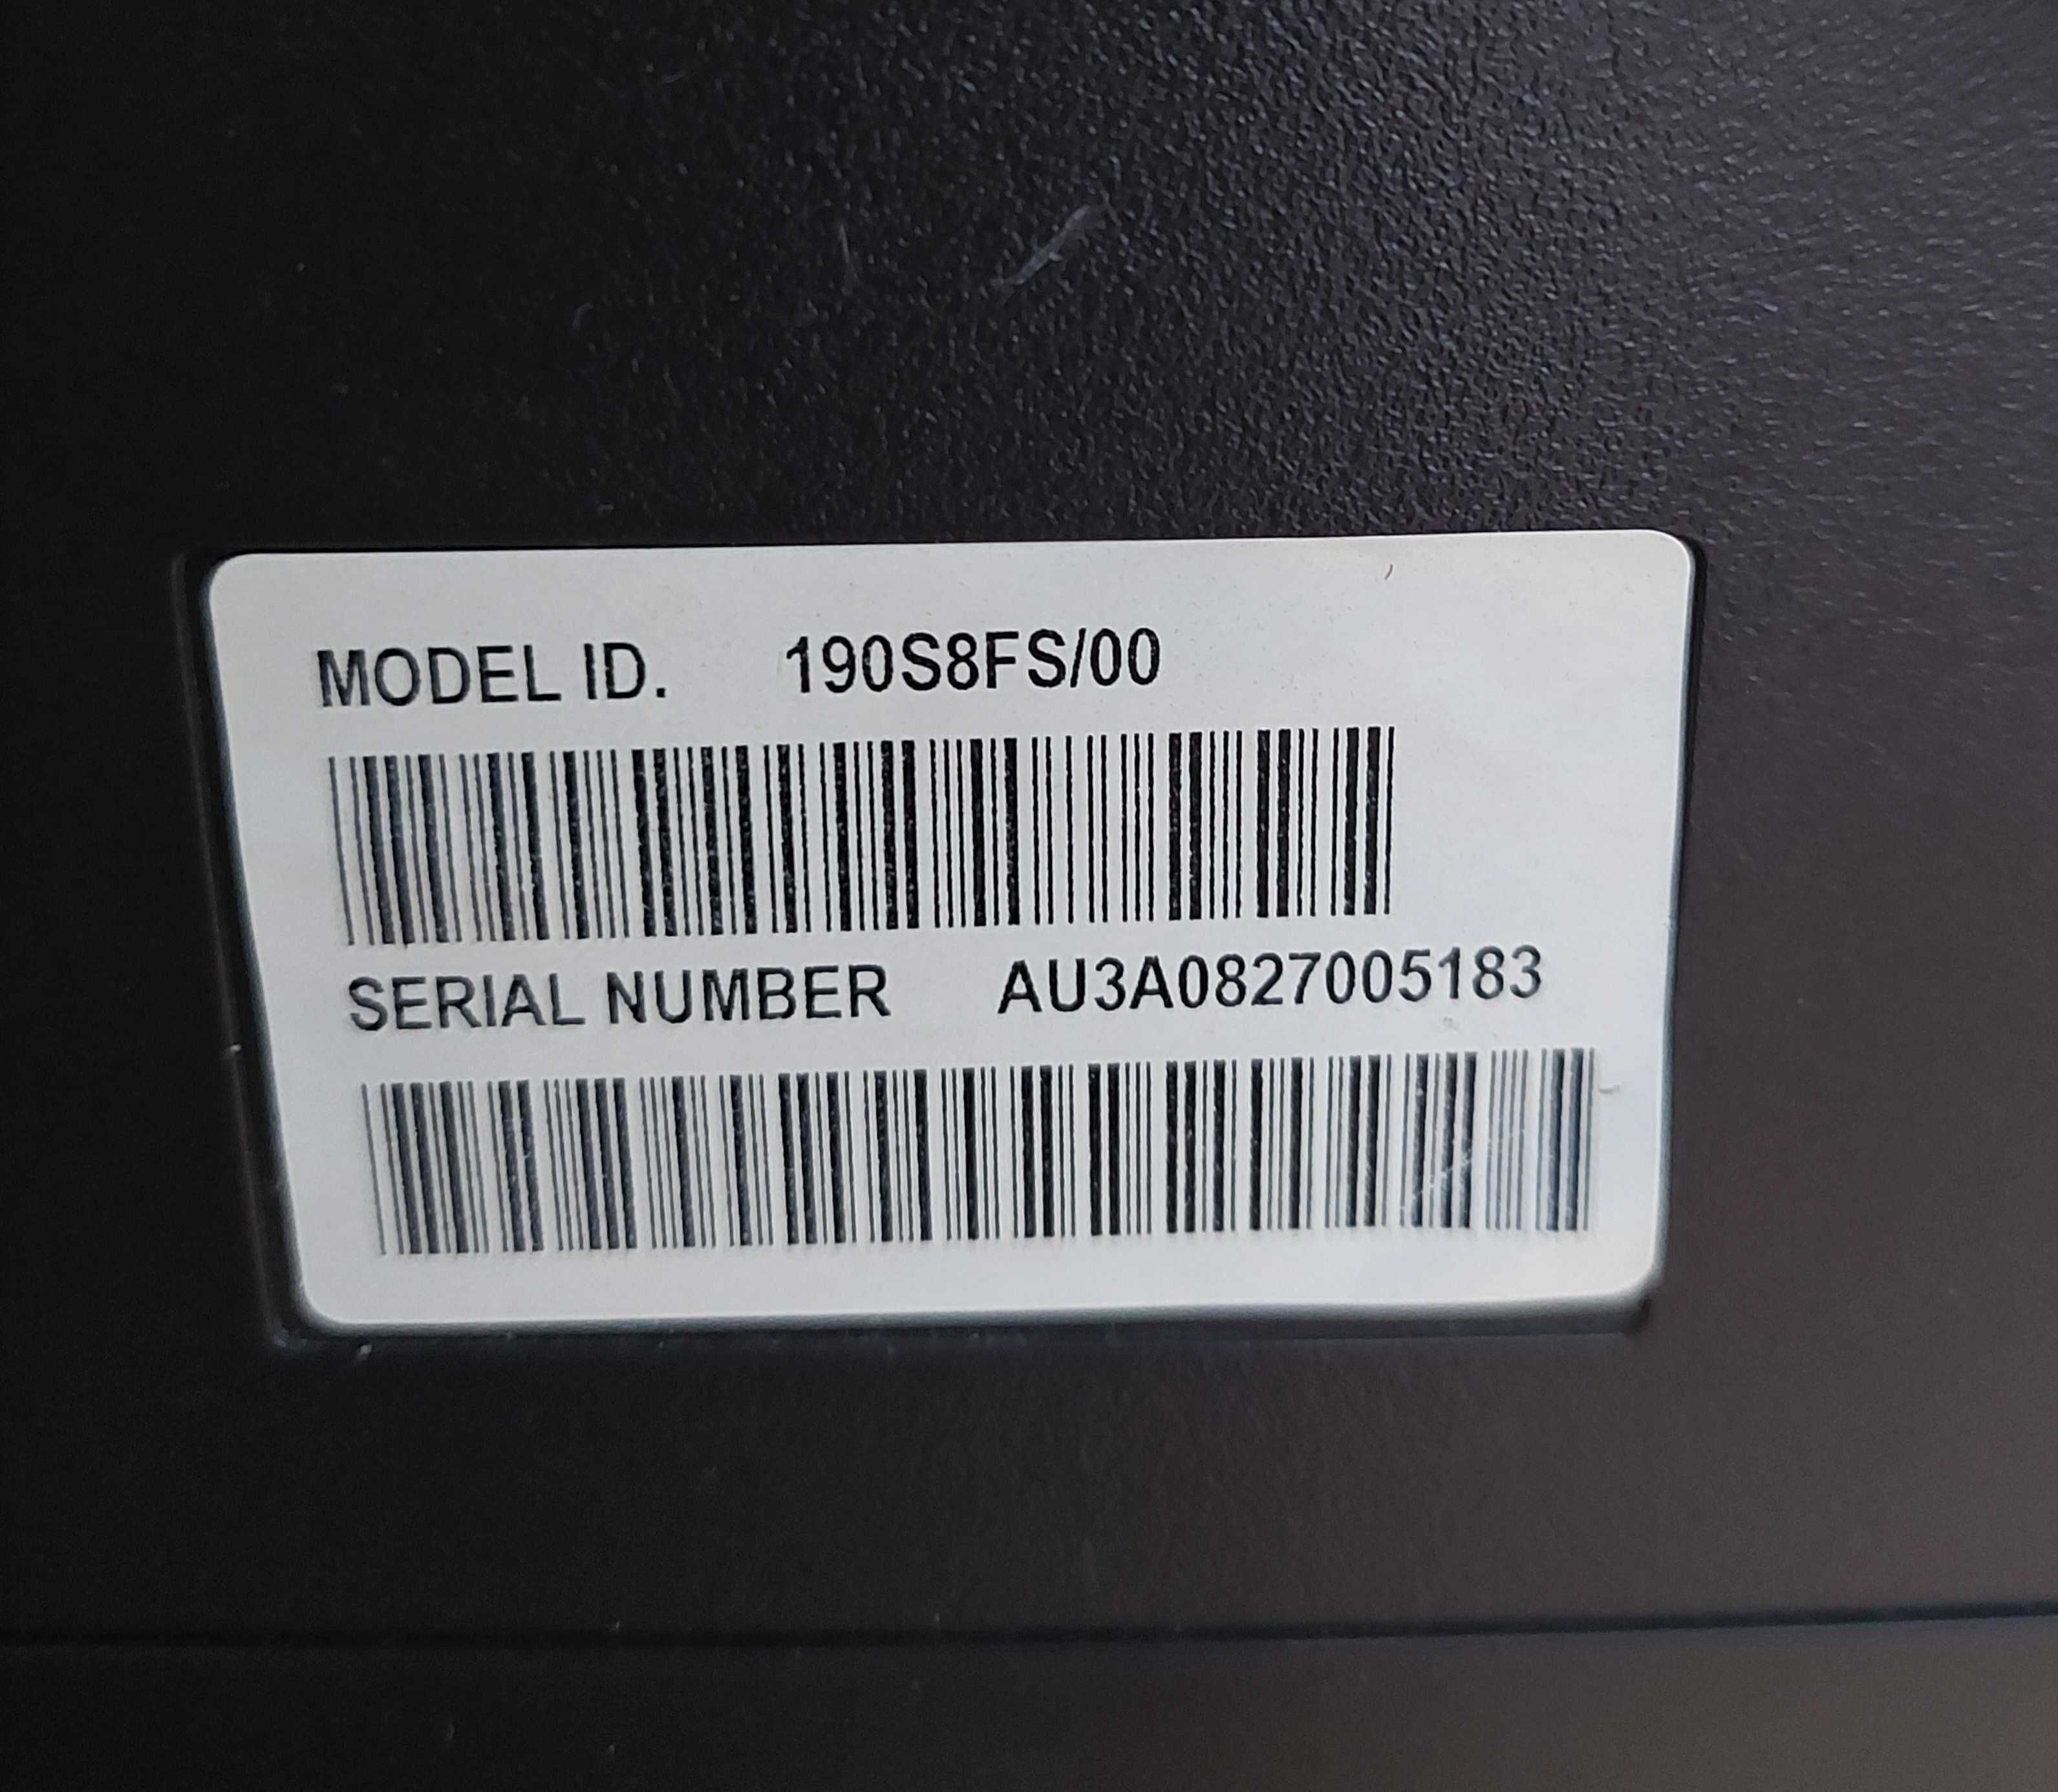 MODEL ID. 190S8FS/00
SERIAL NUMBER AU3A0827005183